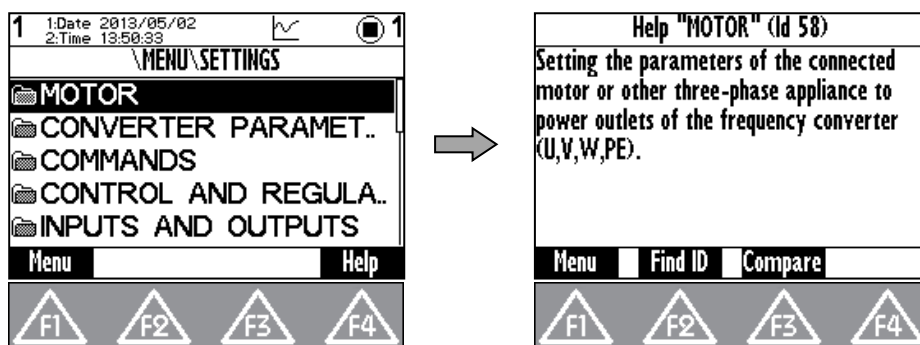 1 1:Date 2013/05/02 1
2:Time 13:50:33
\MENU\SETTINGS
MOTOR
CONVERTER PARAMET..
COMMANDS
CONTROL AND REGULA..
INPUTS AND OUTPUTS
Menu Help
F1 F2 F3 F4
Help "MOTOR" (Id 58)
Setting the parameters of the connected
motor or other three-phase appliance to
power outlets of the frequency converter
(U,V,W,PE).
Menu Find ID Compare
F1 F2 F3 F4